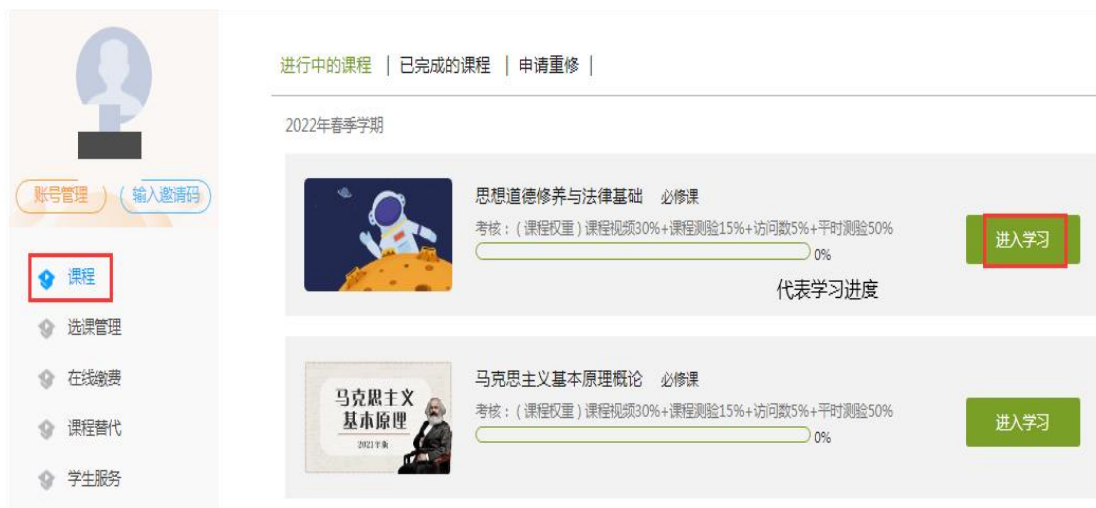 账号管理
输入邀请码
课程
选课管理
在线缴费
课程替代
学生服务
进行中的课程 | 已完成的课程 | 申请重修 |
2022年春季学期
思想道德修养与法律基础 必修课
考核：(课程权重)课程视频30%+课程测验15%+访问数5%+平时测验50%
0%
代表学习进度
进入学习
马克思主义
基本原理
2021年版
马克思主义基本原理概论 必修课
考核：(课程权重)课程视频30%+课程测验15%+访问数5%+平时测验50%
0%
进入学习